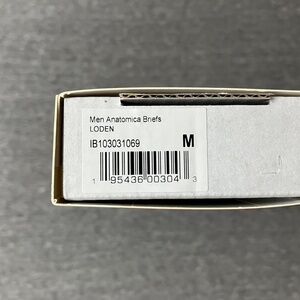 Men Anatomica Briefs
LODEN
IB103031069 M
1 95436 00304 3